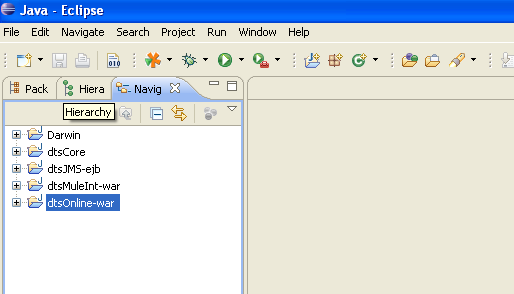 Java - Eclipse
File Edit Navigate Search Project Run Window Help
010
Pack Hiera Navig
Hierarchy
Darwin
dtsCore
dtsJMS-ejb
dtsMuleInt-war
dtsOnline-war